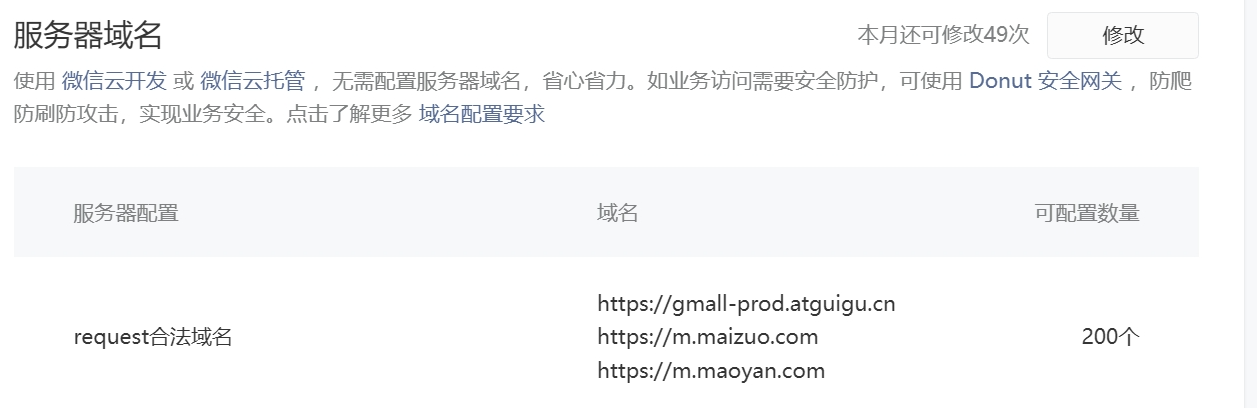 服务器域名
本月还可修改49次 修改
使用 微信云开发 或 微信云托管 ，无需配置服务器域名，省心省力。如业务访问需要安全防护，可使用 Donut 安全网关 ，防爬
防刷防攻击，实现业务安全。点击了解更多 域名配置要求
服务器配置 域名 可配置数量
https://gmall-prod.atguigu.cn
request合法域名 https://m.maizuo.com 200个
https://m.maoyan.com